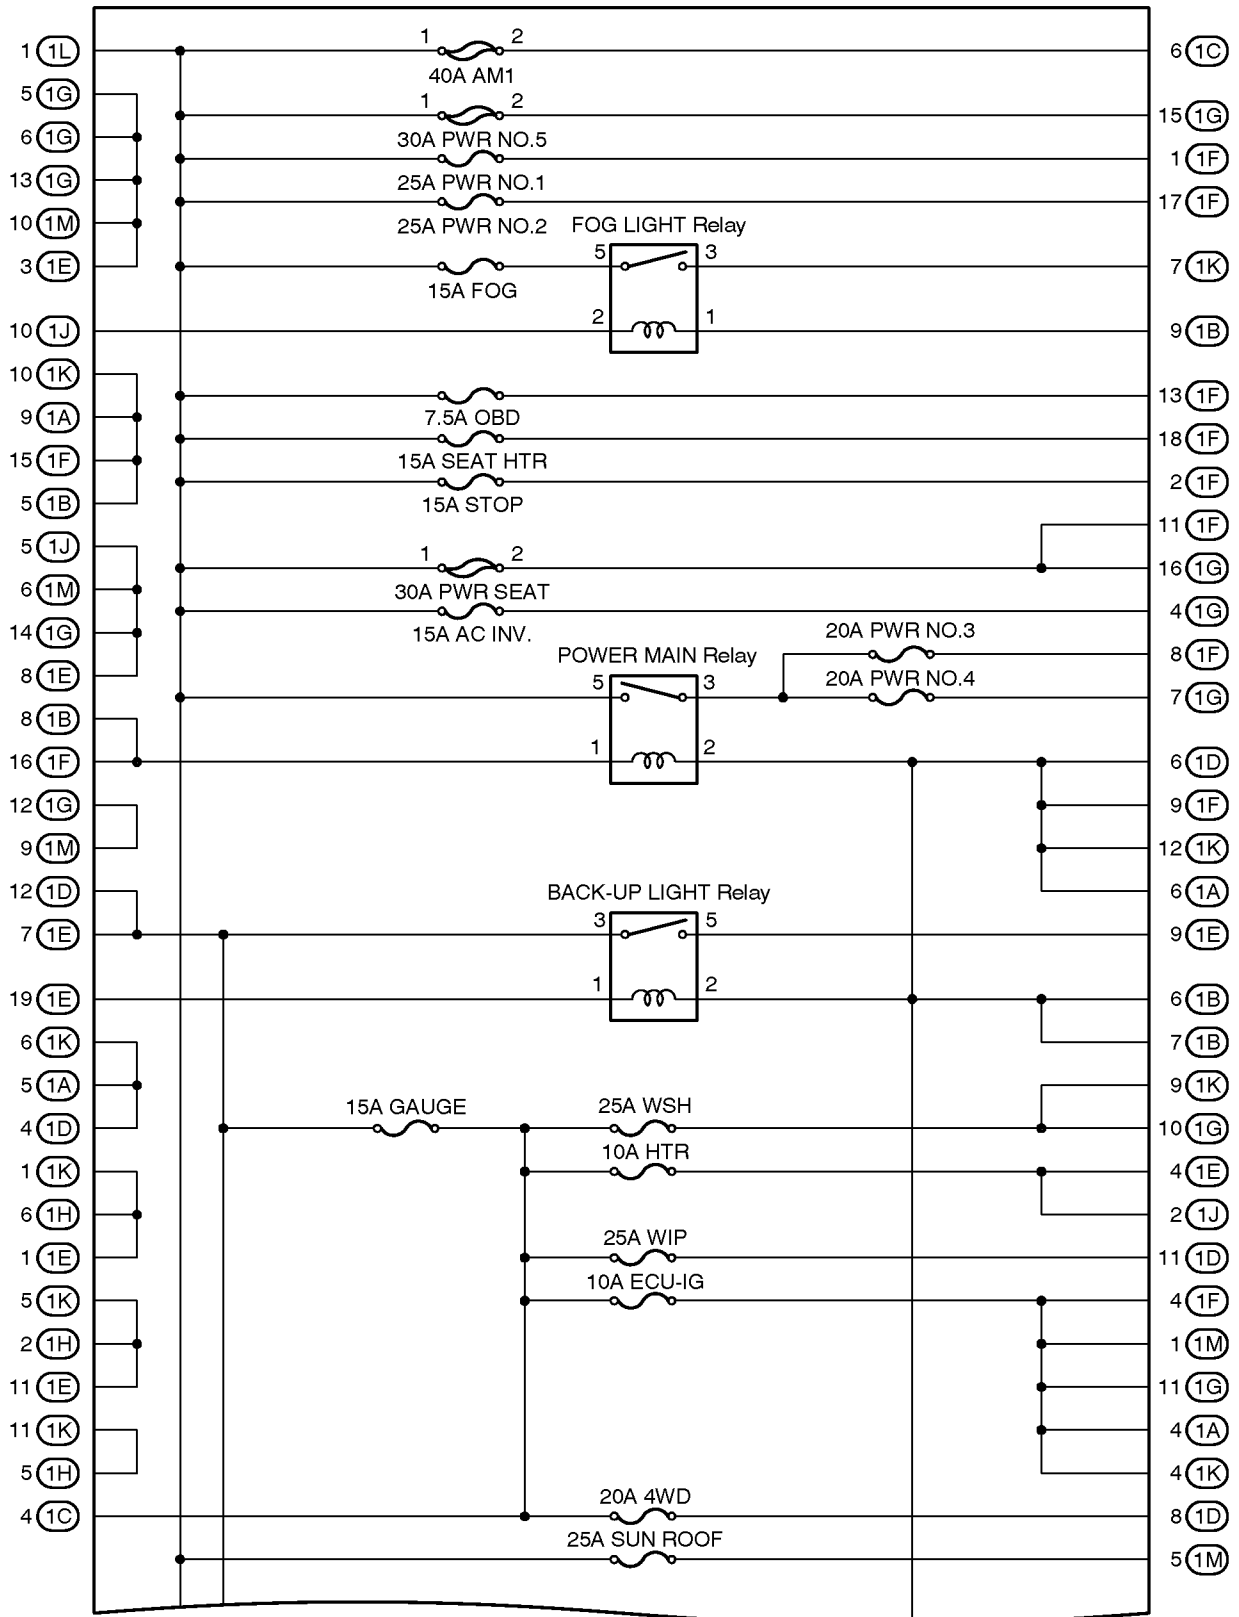 1 1L
1 2
40A AM1
6 1C
5 1G
1 2
30A PWR NO.5
15 1G
6 1G
25A PWR NO.1
1 1F
13 1G
25A PWR NO.2
17 1F
10 1M
FOG LIGHT Relay
3 1E
15A FOG
5 3
7 1K
10 1J
2 1
9 1B
10 1K
7.5A OBD
13 1F
9 1A
15A SEAT HTR
18 1F
15 1F
15A STOP
2 1F
5 1B
11 1F
5 1J
1 2
30A PWR SEAT
16 1G
6 1M
15A AC INV.
4 1G
14 1G
20A PWR NO.3
8 1F
8 1E
POWER MAIN Relay
5 3
20A PWR NO.4
7 1G
8 1B
16 1F
1 2
6 1D
12 1G
9 1F
9 1M
12 1K
12 1D
BACK-UP LIGHT Relay
6 1A
7 1E
3 5
9 1E
19 1E
1 2
6 1B
6 1K
7 1B
5 1A
9 1K
4 1D
15A GAUGE
25A WSH
10 1G
1 1K
10A HTR
4 1E
6 1H
2 1J
1 1E
25A WIP
11 1D
5 1K
10A ECU-IG
4 1F
2 1H
1 1M
11 1E
11 1G
11 1K
4 1A
5 1H
4 1K
4 1C
20A 4WD
8 1D
25A SUN ROOF
5 1M